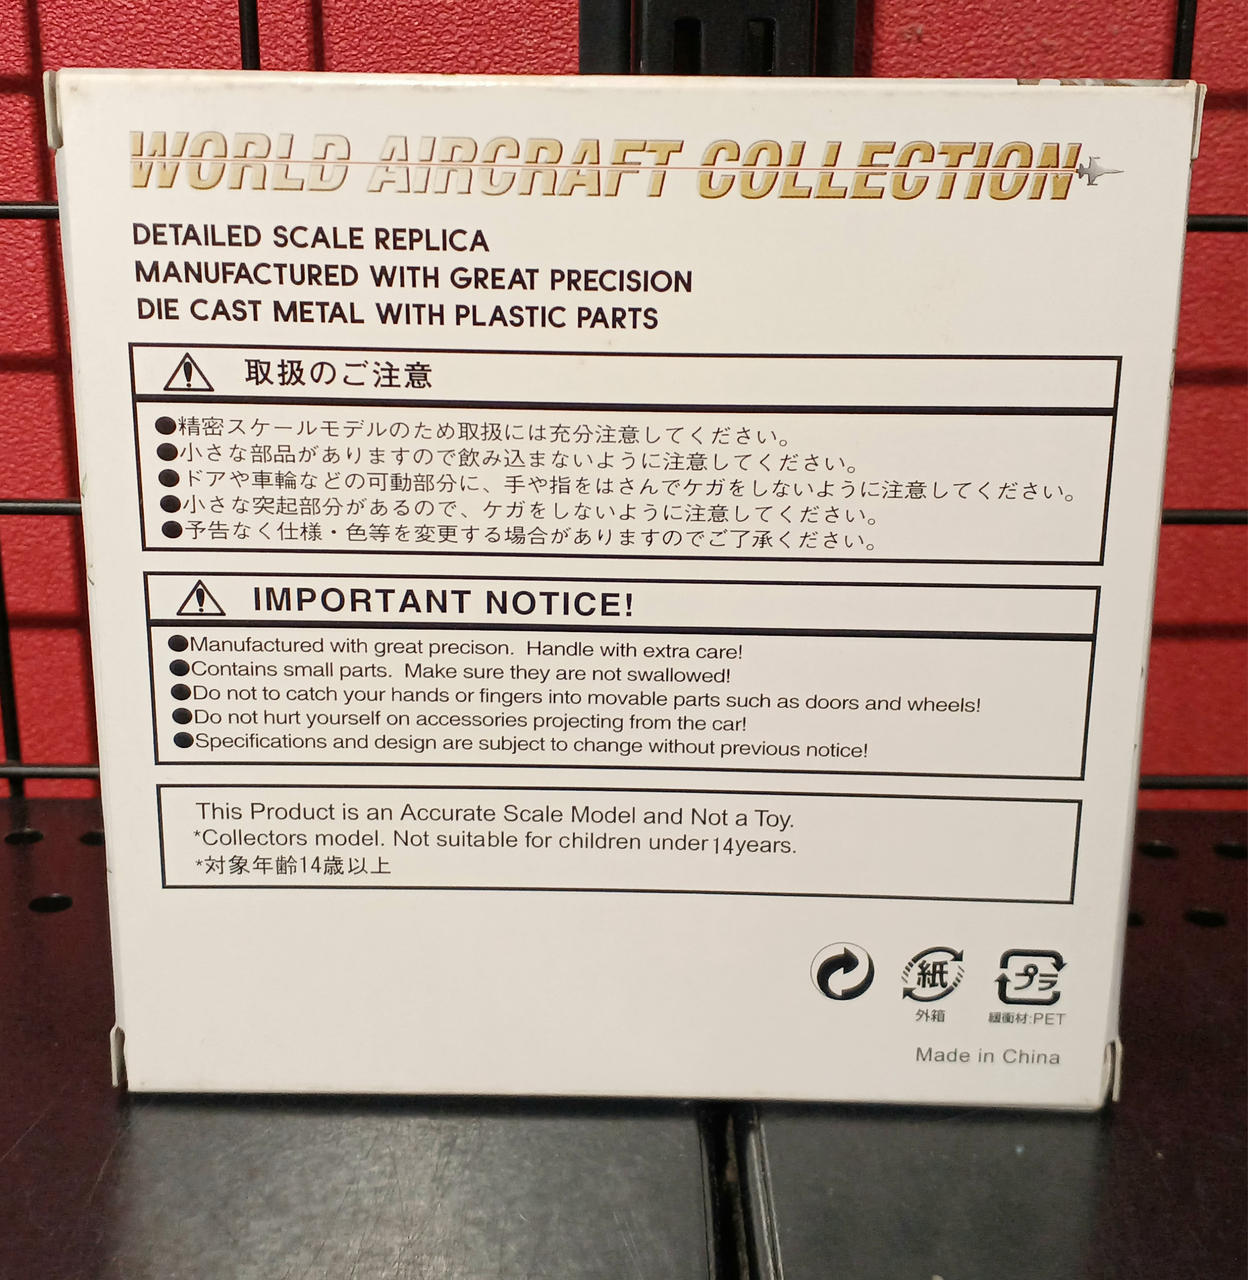 WORLD AIRCRAFT COLLECTION
DETAILED SCALE REPLICA
MANUFACTURED WITH GREAT PRECISION
DIE CAST METAL WITH PLASTIC PARTS
取扱のご注意
●精密スケールモデルのため取扱には充分注意してください。
●小さな部品がありますので飲み込まないように注意してください。
●ドアや車輪などの可動部分に、手や指をはさんでケガをしないように注意してください。
●小さな突起部分があるので、ケガをしないように注意してください。
●予告なく仕様・色等を変更する場合がありますのでご了承ください。
IMPORTANT NOTICE!
●Manufactured with great precison. Handle with extra care!
●Contains small parts. Make sure they are not swallowed!
●Do not to catch your hands or fingers into movable parts such as doors and wheels!
●Do not hurt yourself on accessories projecting from the car!
●Specifications and design are subject to change without previous notice!
This Product is an Accurate Scale Model and Not a Toy.
*Collectors model. Not suitable for children under 14years.
*対象年齢14歳以上
紙 プラ
外箱 緩衝材:PET
Made in China